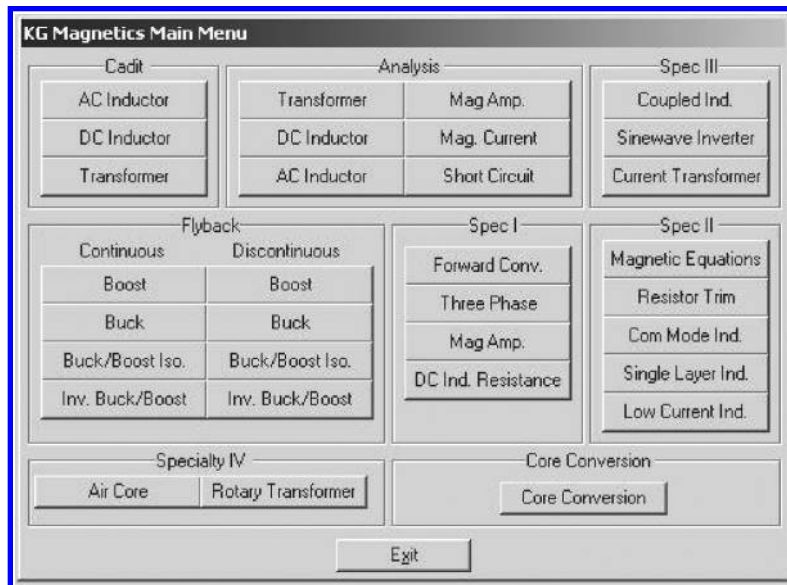 KG Magnetics Main Menu
Cadit
AC Inductor
DC Inductor
Transformer
Analysis
Transformer Mag Amp.
DC Inductor Mag. Current
AC Inductor Short Circuit
Spec III
Coupled Ind.
Sinewave Inverter
Current Transformer
Flyback
Continuous Discontinuous
Boost Boost
Buck Buck
Buck/Boost Iso. Buck/Boost Iso.
Inv. Buck/Boost Inv. Buck/Boost
Spec I
Forward Conv.
Three Phase
Mag Amp.
DC Ind. Resistance
Spec II
Magnetic Equations
Resistor Trim
Com Mode Ind.
Single Layer Ind.
Low Current Ind.
Specialty IV
Air Core Rotary Transformer
Core Conversion
Core Conversion
Exit